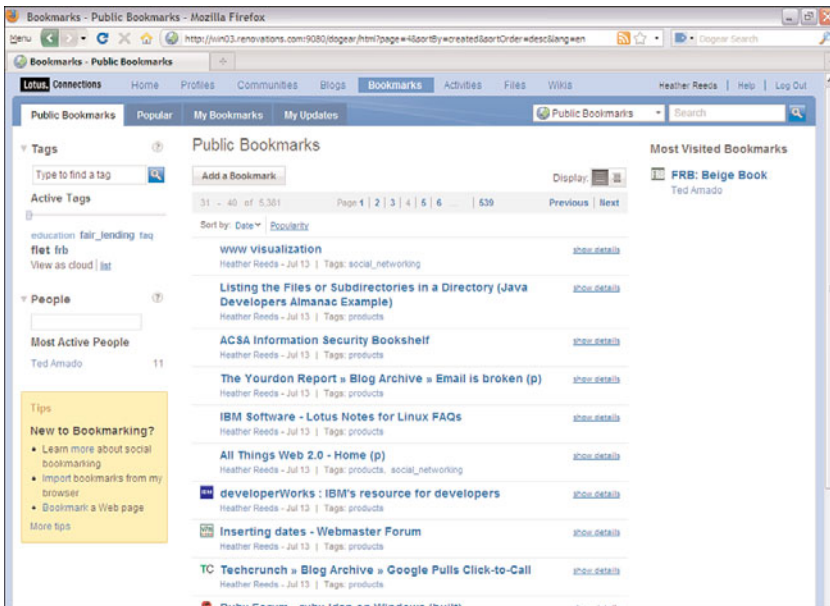 Bookmarks - Public Bookmarks - Mozilla Firefox
Menu http://win03.renovations.com:9080/dogear/html?page=4&sortBy=created&sortOrder=desc&lang=en Dogear Search
Bookmarks - Public Bookmarks
Lotus. Connections Home Profiles Communities Blogs Bookmarks Activities Files Wikis Heather Reeds | Help | Log Out
Public Bookmarks Popular My Bookmarks My Updates Public Bookmarks Search
Tags
Type to find a tag
Active Tags
education fair_lending faq
flet frb
View as cloud | list
People
Most Active People
Ted Amado 11
Tips
New to Bookmarking?
• Learn more about social
bookmarking
• Import bookmarks from my
browser
• Bookmark a Web page
More tips
Public Bookmarks
Add a Bookmark Display:
31 - 40 of 5,381 Page 1 | 2 | 3 | 4 | 5 | 6 ... | 539 Previous | Next
Sort by: Date Popularity
www visualization show details
Heather Reeds - Jul 13 | Tags: social_networking
Listing the Files or Subdirectories in a Directory (Java show details
Developers Almanac Example)
Heather Reeds - Jul 13 | Tags: products
ACSA Information Security Bookshelf show details
Heather Reeds - Jul 13 | Tags: products
The Yourdon Report » Blog Archive » Email is broken (p) show details
Heather Reeds - Jul 13 | Tags: products
IBM Software - Lotus Notes for Linux FAQs show details
Heather Reeds - Jul 13 | Tags: products
All Things Web 2.0 - Home (p) show details
Heather Reeds - Jul 13 | Tags: products, social_networking
developerWorks : IBM's resource for developers show details
Heather Reeds - Jul 13 | Tags: products
Inserting dates - Webmaster Forum show details
Heather Reeds - Jul 13 | Tags: products
TC Techcrunch » Blog Archive » Google Pulls Click-to-Call show details
Heather Reeds - Jul 13 | Tags: products
Most Visited Bookmarks
FRB: Beige Book
Ted Amado